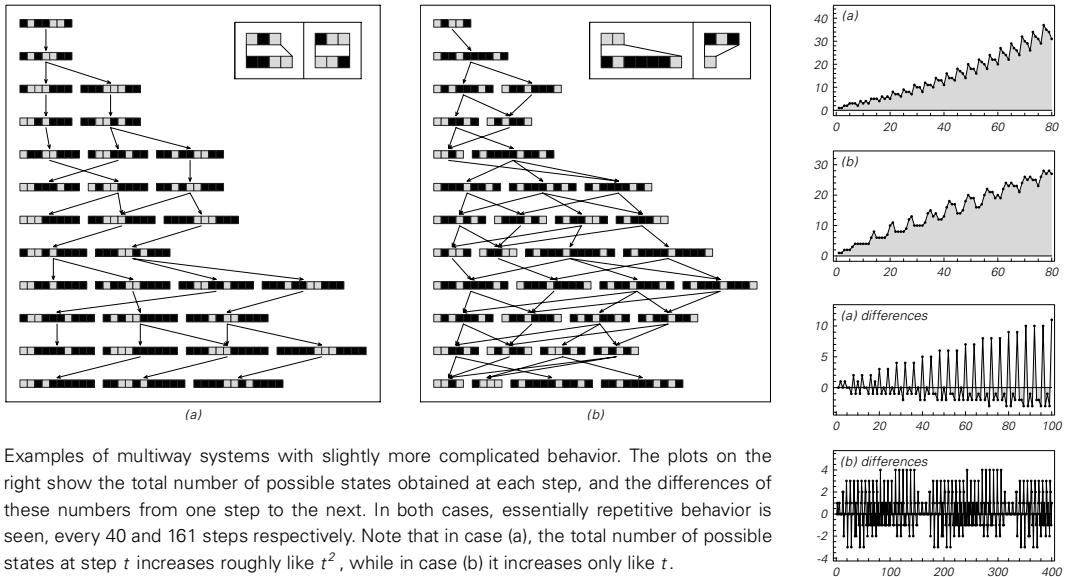 (a)
(b)
(a)
40
30
20
10
0
0 20 40 60 80
(b)
30
20
10
0
0 20 40 60 80
(a) differences
10
5
0
0 20 40 60 80 100
(b) differences
4
2
0
-2
-4
0 100 200 300 400
Examples of multiway systems with slightly more complicated behavior. The plots on the
right show the total number of possible states obtained at each step, and the differences of
these numbers from one step to the next. In both cases, essentially repetitive behavior is
seen, every 40 and 161 steps respectively. Note that in case (a), the total number of possible
states at step t increases roughly like t², while in case (b) it increases only like t.